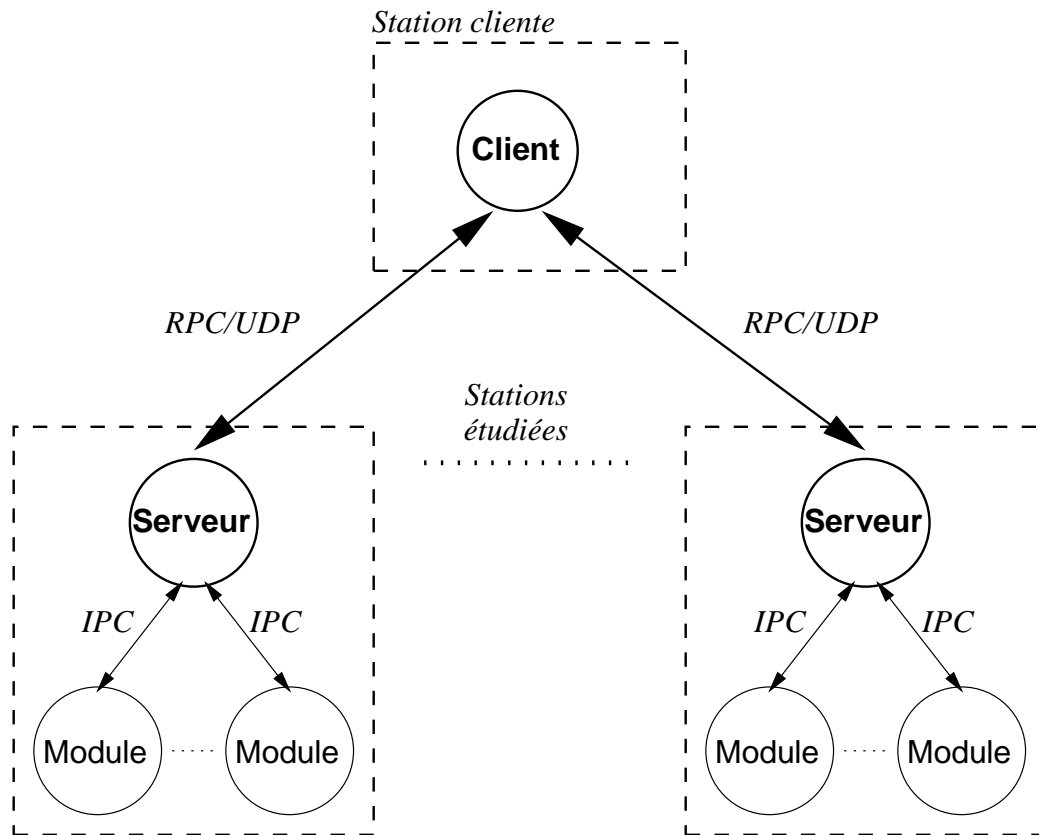 Station cliente
Client
RPC/UDP
RPC/UDP
Stations
étudiées
Serveur
Serveur
IPC
IPC
IPC
IPC
Module
Module
Module
Module